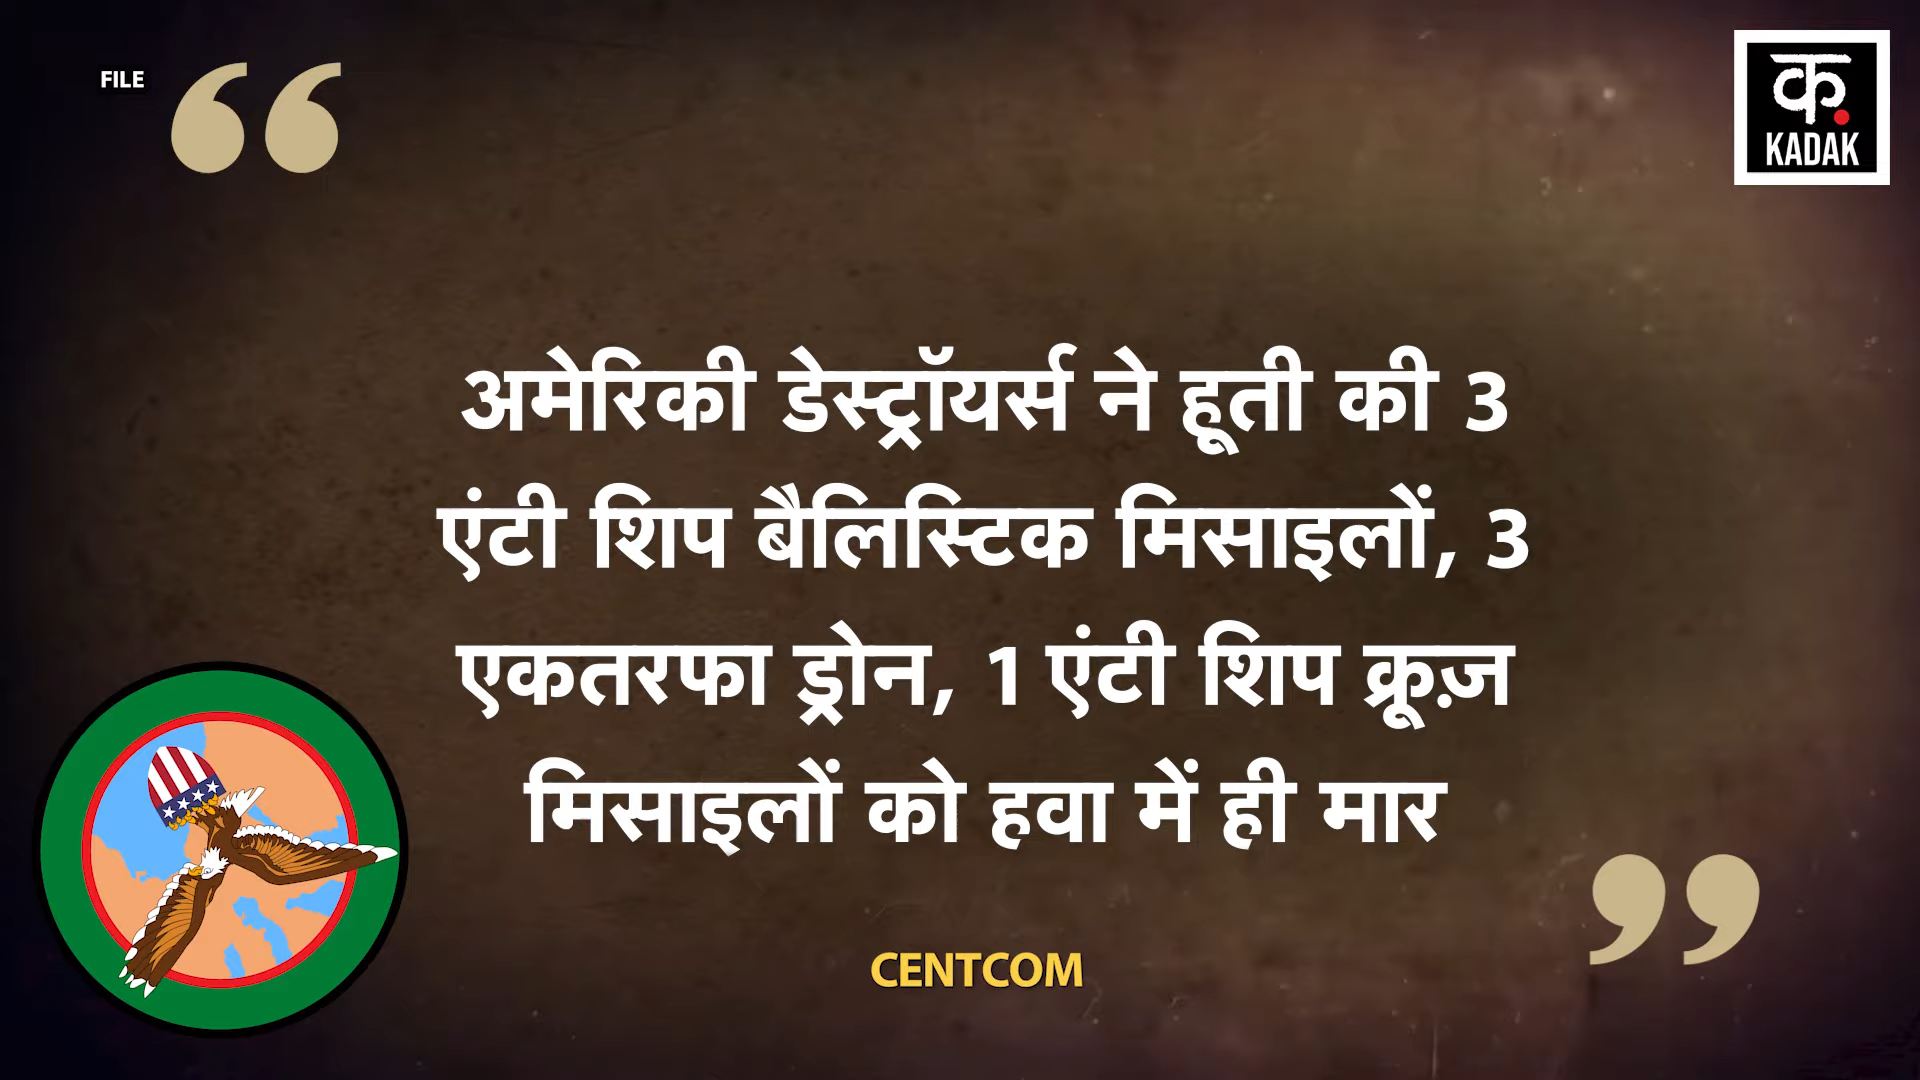 FILE
क
KADAK
अमेरिकी डेस्ट्रॉयर्स ने हूती की 3
एंटी शिप बैलिस्टिक मिसाइलों, 3
एकतरफा ड्रोन, 1 एंटी शिप क्रूज़
मिसाइलों को हवा में ही मार
CENTCOM